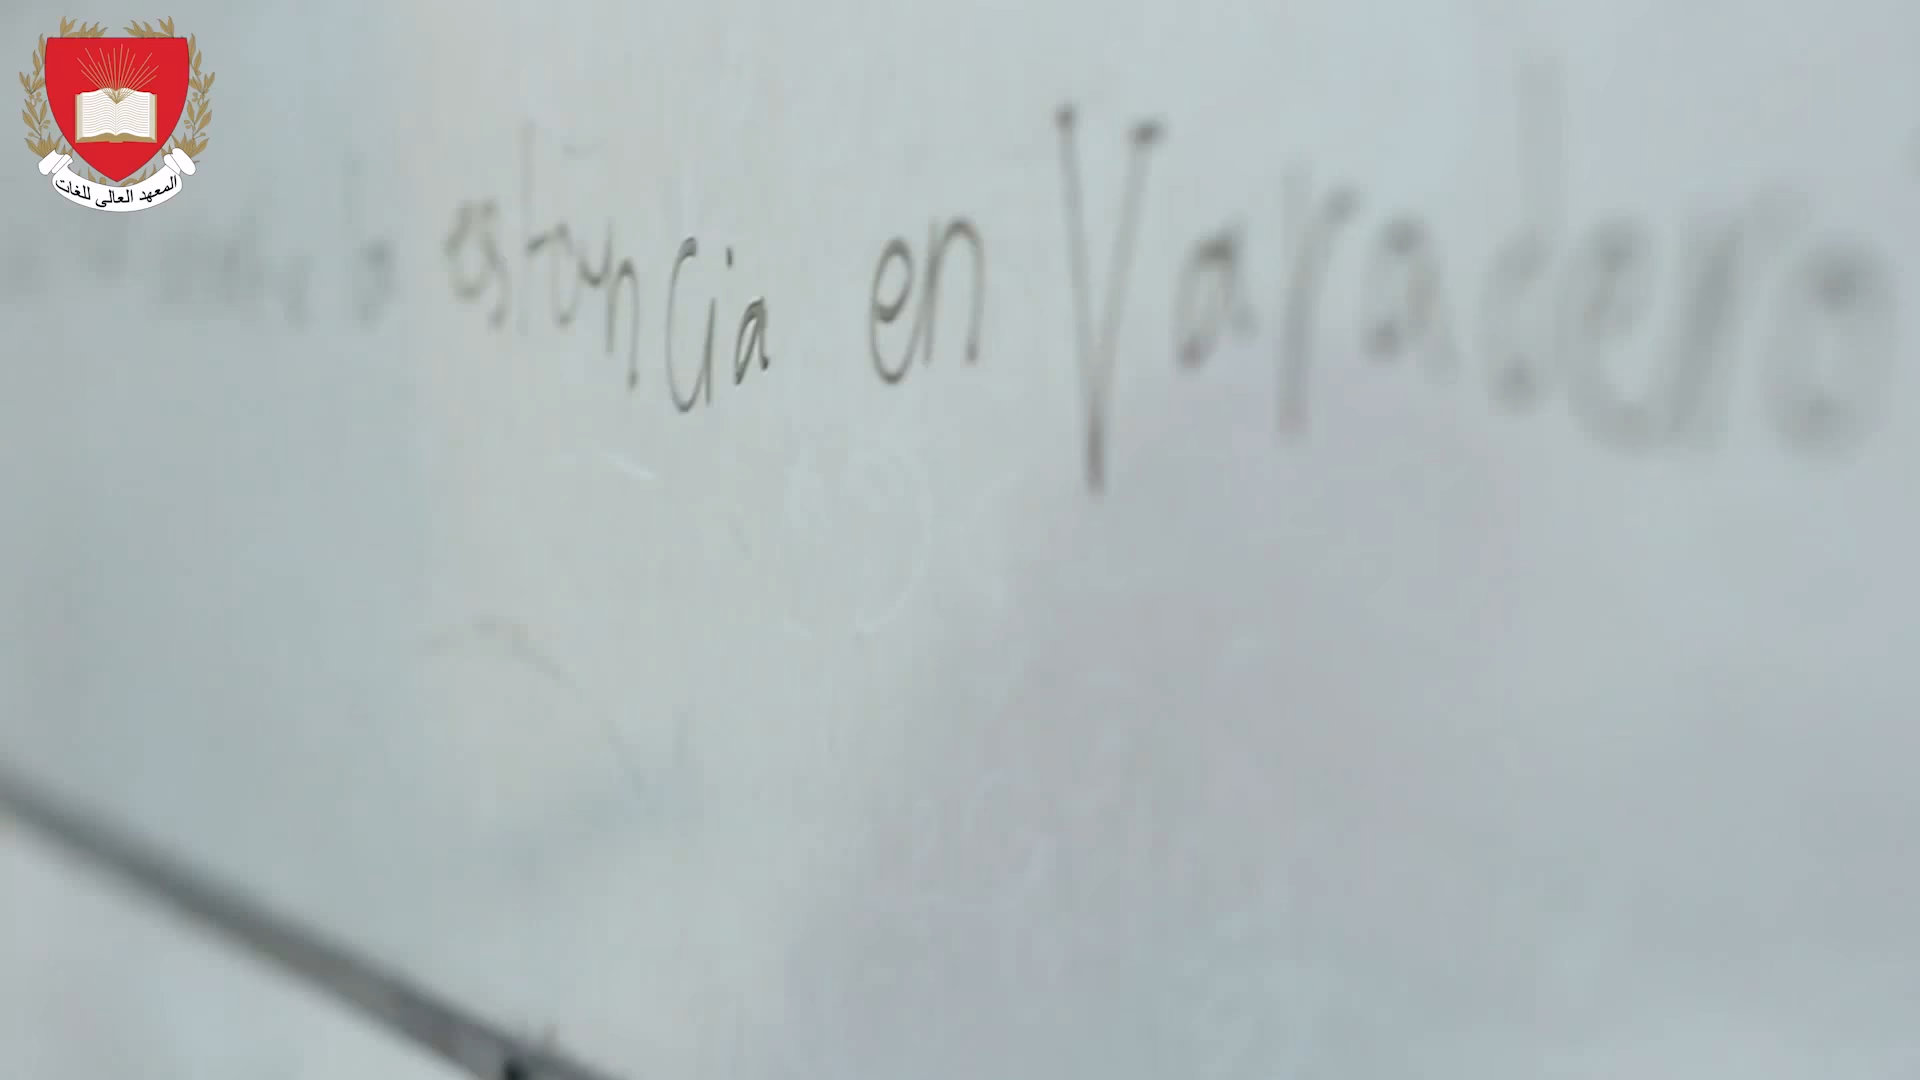 المعهد العالى للغات
estancia en Varadero